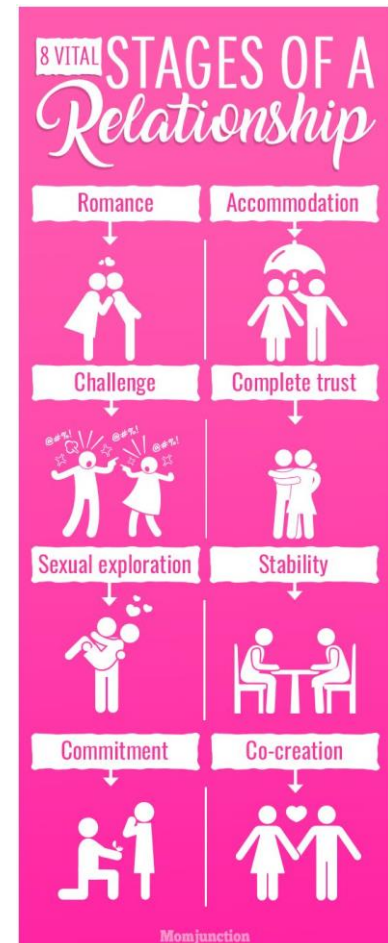 8 VITAL STAGES OF A
Relationship
Romance
Accommodation
Challenge
Complete trust
@#%! @#%! @#%!
Sexual exploration
Stability
Commitment
Co-creation
Momjunction